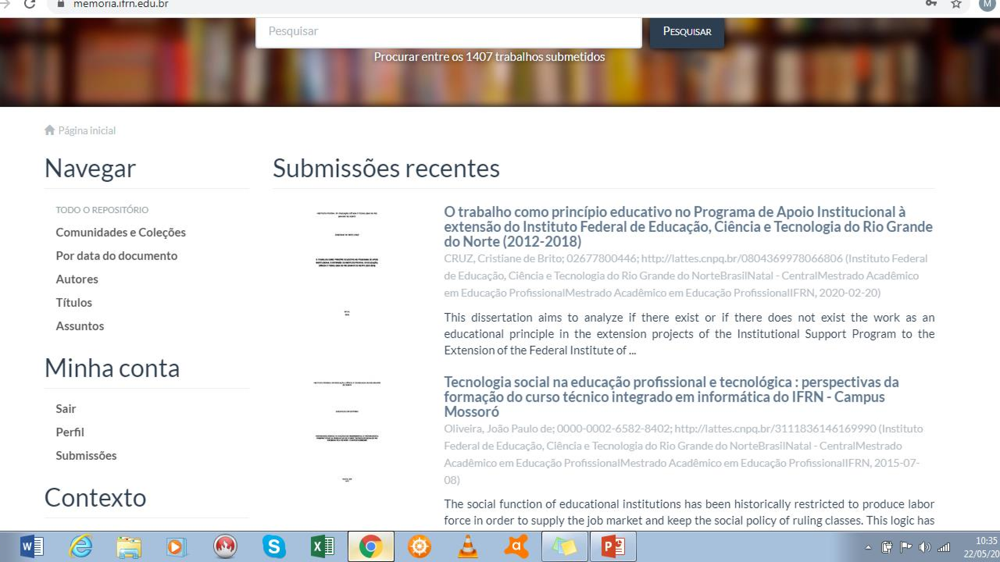 memoria.ifrn.edu.br
M
Pesquisar
PESQUISAR
Procurar entre os 1407 trabalhos submetidos
Página inicial
Navegar
TODO O REPOSITÓRIO
Comunidades e Coleções
Por data do documento
Autores
Títulos
Assuntos
Minha conta
Sair
Perfil
Submissões
Contexto
Submissões recentes
O trabalho como princípio educativo no Programa de Apoio Institucional à
extensão do Instituto Federal de Educação, Ciência e Tecnologia do Rio Grande
do Norte (2012-2018)
CRUZ, Cristiane de Brito; 02677800446; http://lattes.cnpq.br/0804369978066806 (Instituto Federal
de Educação, Ciência e Tecnologia do Rio Grande do NorteBrasilNatal - CentralMestrado Acadêmico
em Educação ProfissionalMestrado Acadêmico em Educação ProfissionalIFRN, 2020-02-20)
This dissertation aims to analyze if there exist or if there does not exist the work as an
educational principle in the extension projects of the Institutional Support Program to the
Extension of the Federal Institute of ...
Tecnologia social na educação profissional e tecnológica : perspectivas da
formação do curso técnico integrado em informática do IFRN - Campus
Mossoró
Oliveira, João Paulo de; 0000-0002-6582-8402; http://lattes.cnpq.br/3111836146169990 (Instituto
Federal de Educação, Ciência e Tecnologia do Rio Grande do NorteBrasilNatal - CentralMestrado
Acadêmico em Educação ProfissionalMestrado Acadêmico em Educação ProfissionalIFRN, 2015-07-
08)
The social function of educational institutions has been historically restricted to produce labor
force in order to supply the job market and keep the social policy of ruling classes. This logic has
10:35
22/05/20